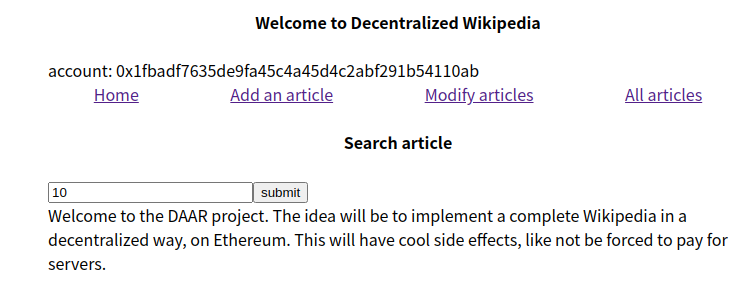 Welcome to Decentralized Wikipedia
account: 0x1fbadf7635de9fa45c4a45d4c2abf291b54110ab
Home Add an article Modify articles All articles
Search article
10 submit
Welcome to the DAAR project. The idea will be to implement a complete Wikipedia in a
decentralized way, on Ethereum. This will have cool side effects, like not be forced to pay for
servers.